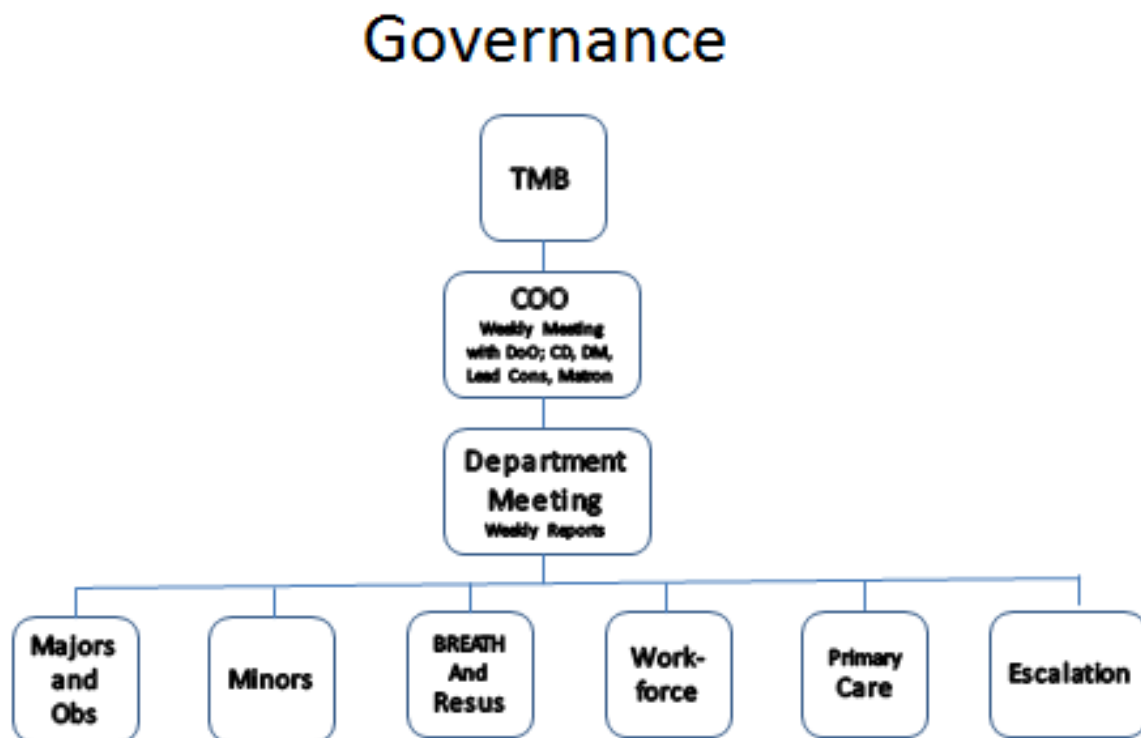 Governance
TMB
COO
Weekly Meeting
with DoO; CD, DM,
Lead Cons, Matron
Department
Meeting
Weekly Reports
Majors
and
Obs
Minors
BREATH
And
Resus
Work-
force
Primary
Care
Escalation